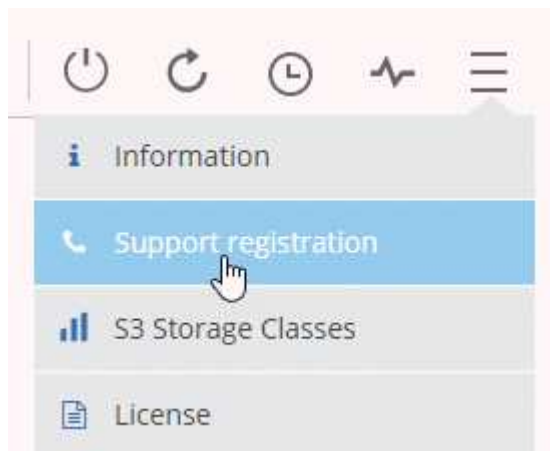 Information
Support registration
S3 Storage Classes
License